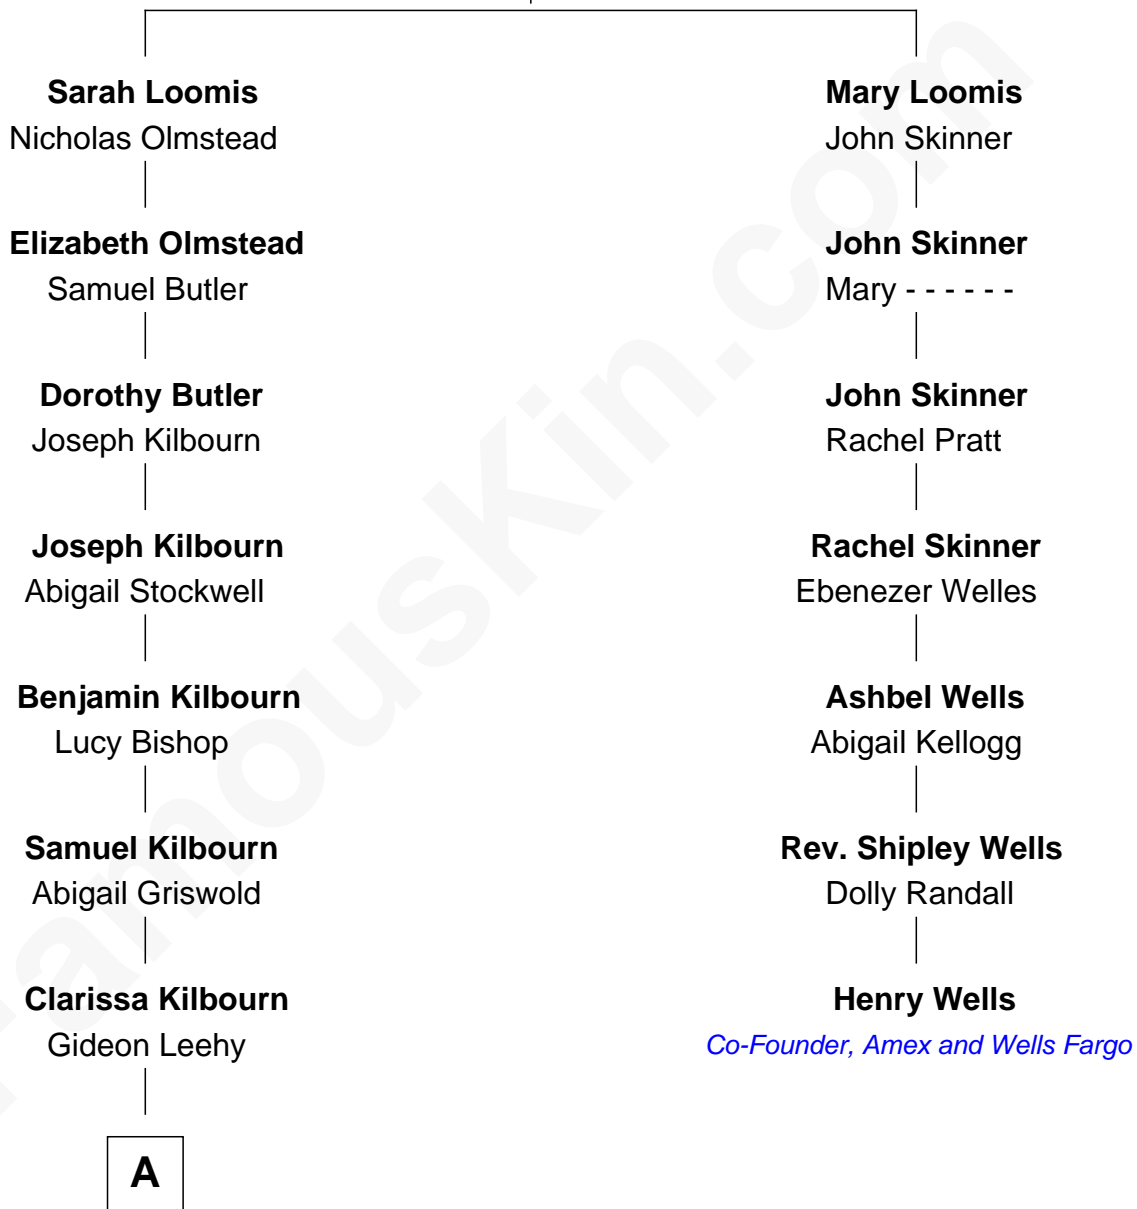 Sarah Loomis
Nicholas Olmstead
Elizabeth Olmstead
Samuel Butler
Dorothy Butler
Joseph Kilbourn
Joseph Kilbourn
Abigail Stockwell
Benjamin Kilbourn
Lucy Bishop
Samuel Kilbourn
Abigail Griswold
Clarissa Kilbourn
Gideon Leehy
A
Mary Loomis
John Skinner
John Skinner
Mary - - - - - -
John Skinner
Rachel Pratt
Rachel Skinner
Ebenezer Welles
Ashbel Wells
Abigail Kellogg
Rev. Shipley Wells
Dolly Randall
Henry Wells
Co-Founder, Amex and Wells Fargo
FamousKin.com